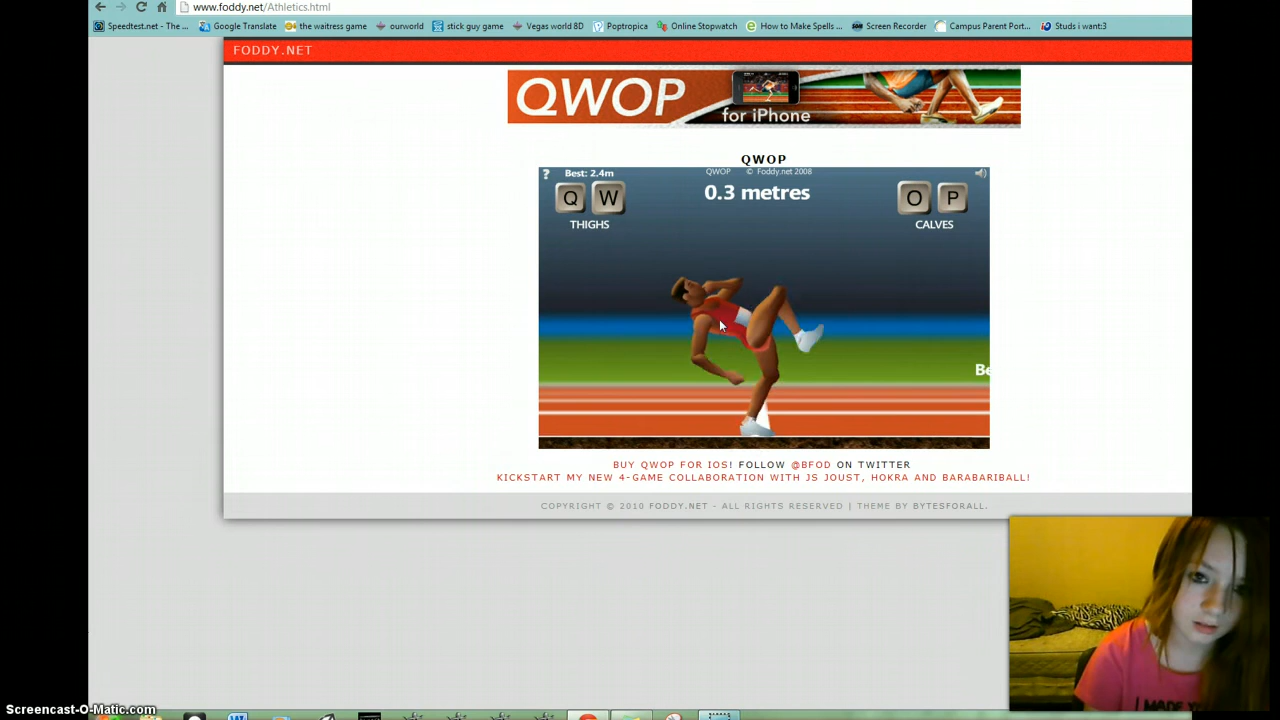 www.foddy.net/Athletics.html
Speedtest.net - The ... Google Translate the waitress game ourworld stick guy game Vegas world 8D Poptropica Online Stopwatch How to Make Spells ... Screen Recorder Campus Parent Port... Studs i want:3
FODDY.NET
QWOP
for iPhone
QWOP
? Best: 2.4m QWOP © Foddy.net 2008
0.3 metres
Q W O P
THIGHS CALVES
Be
BUY QWOP FOR IOS! FOLLOW @BFOD ON TWITTER
KICKSTART MY NEW 4-GAME COLLABORATION WITH JS JOUST, HOKRA AND BARABARIBALL!
COPYRIGHT © 2010 FODDY.NET - ALL RIGHTS RESERVED | THEME BY BYTESFORALL.
I MADE
Screencast-O-Matic.com